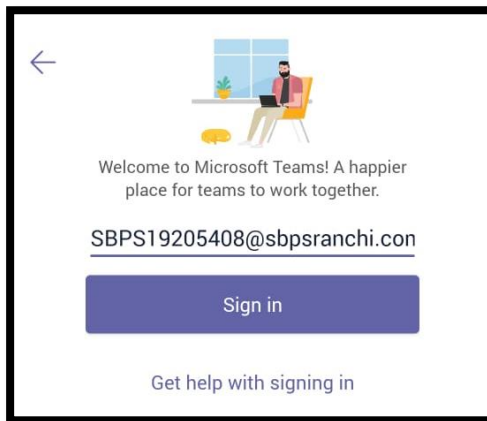 Welcome to Microsoft Teams! A happier
place for teams to work together.
SBPS19205408@sbpsranchi.con
Sign in
Get help with signing in